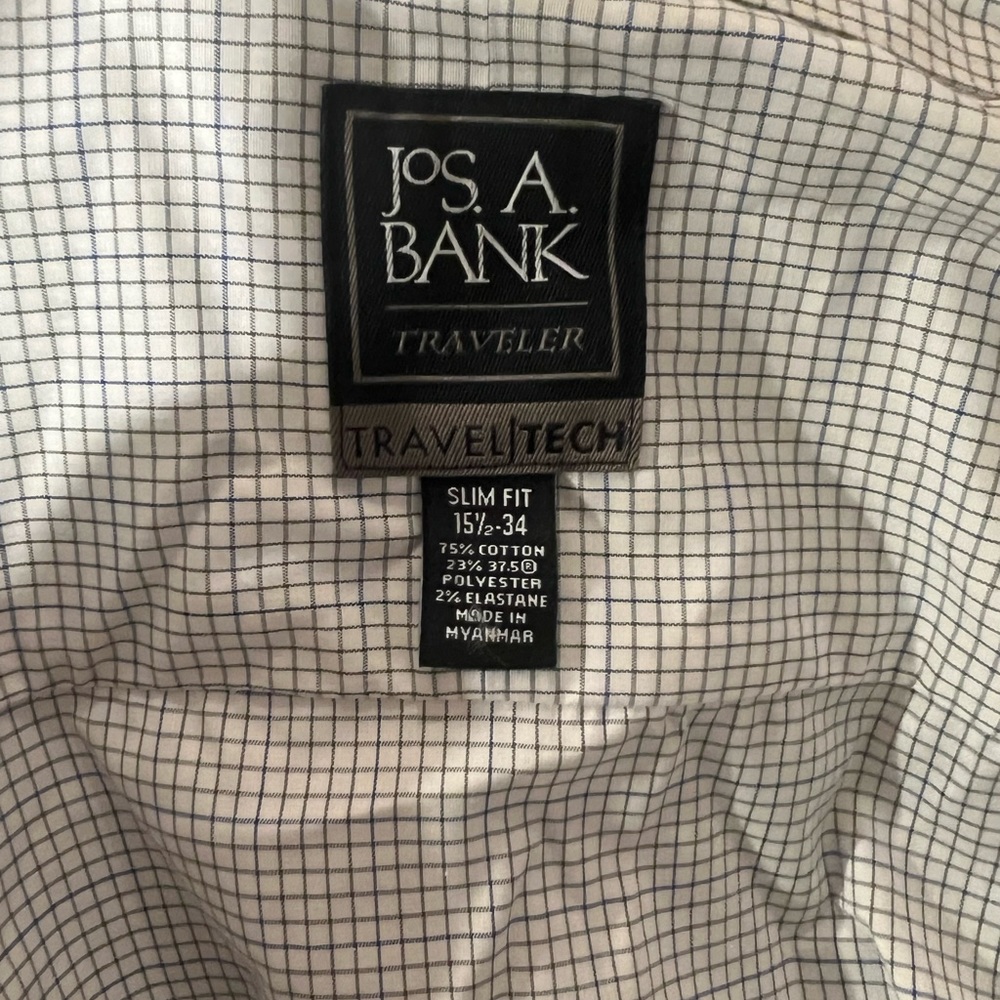 JoS. A.
BANK
TRAVELER
TRAVEL|TECH
SLIM FIT
15½-34
75% COTTON
23% 37.5®
POLYESTER
2% ELASTANE
MADE IN
MYANMAR